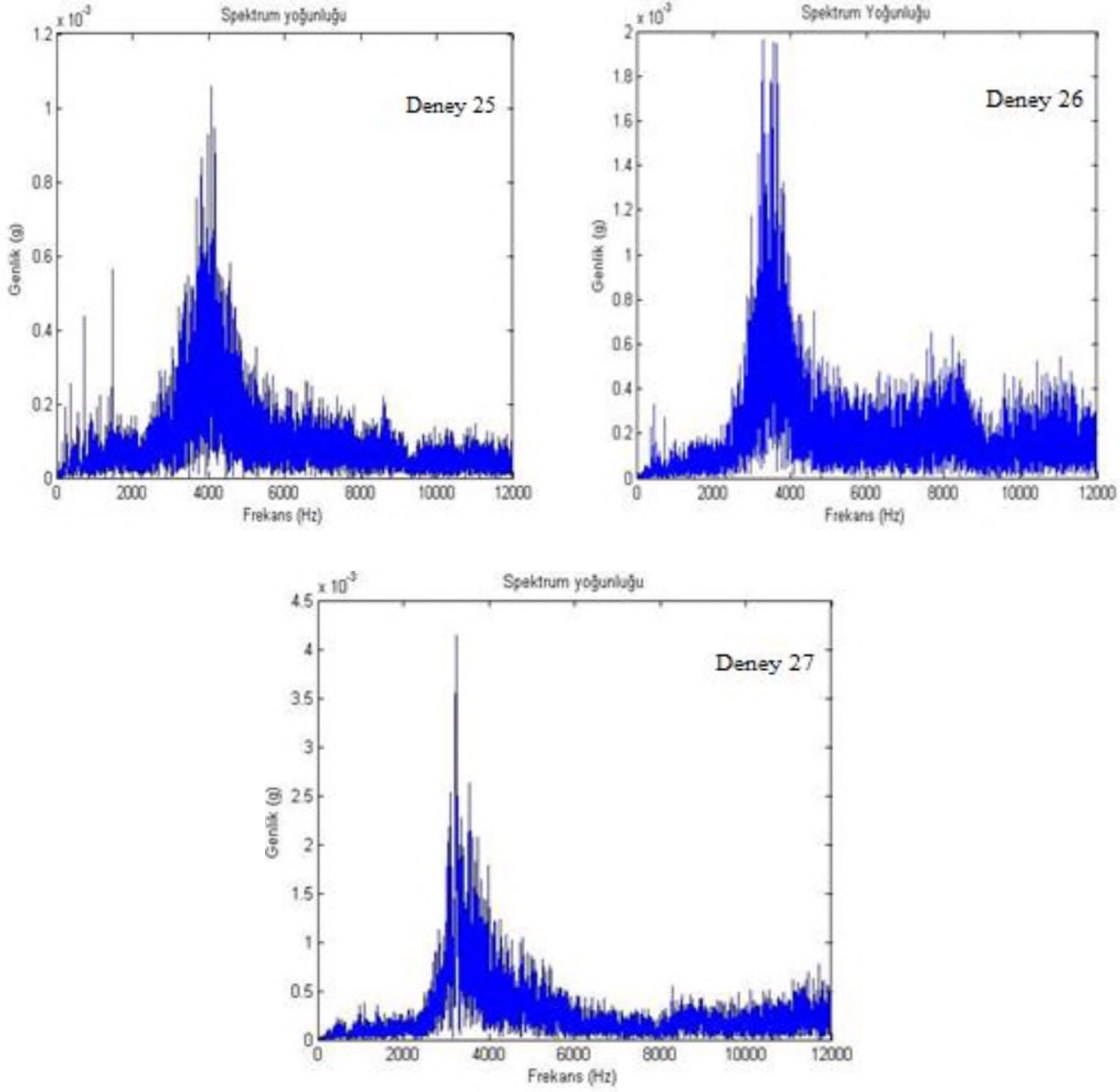 Spektrum yoğunluğu
x 10⁻³
1.2
1
0.8
0.6
0.4
0.2
0
Genlik (g)
Deney 25
0 2000 4000 6000 8000 10000 12000
Frekans (Hz)
Spektrum Yoğunluğu
x 10⁻³
2
1.8
1.6
1.4
1.2
1
0.8
0.6
0.4
0.2
0
Genlik (g)
Deney 26
0 2000 4000 6000 8000 10000 12000
Frekans (Hz)
Spektrum yoğunluğu
x 10⁻³
4.5
4
3.5
3
2.5
2
1.5
1
0.5
0
Genlik (g)
Deney 27
0 2000 4000 6000 8000 10000 12000
Frekans (Hz)